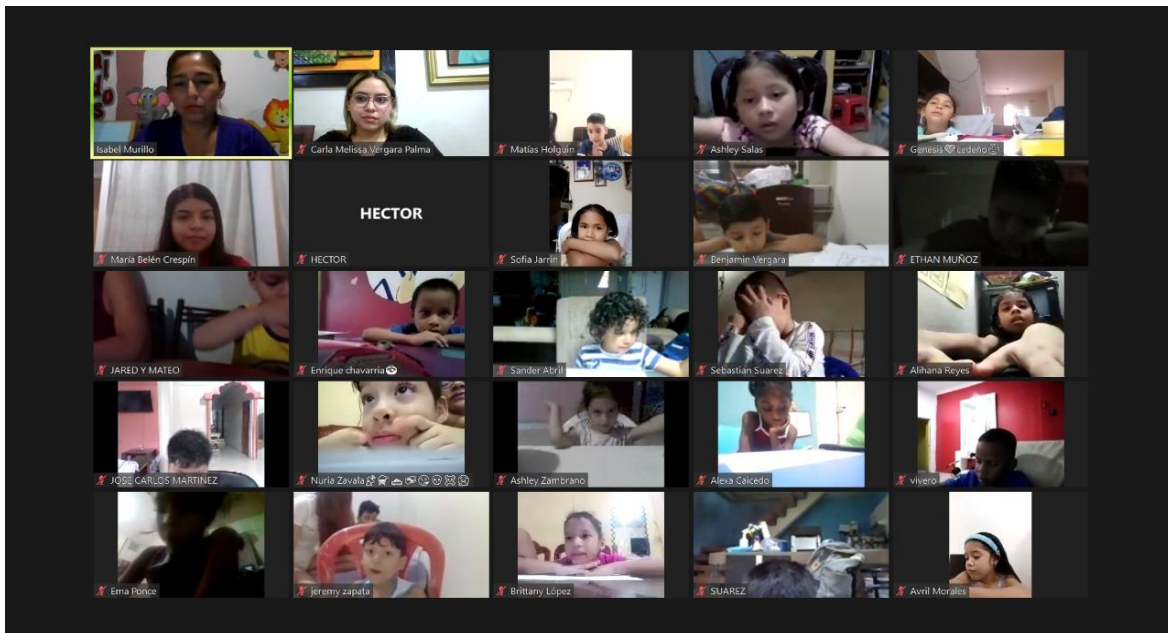 Isabel Murillo
Carla Melissa Vergara Palma
Matías Holguin
Ashley Salas
Genesis cedeño
María Belén Crespín
HECTOR
HECTOR
Sofia Jarrin
Benjamin Vergara
ETHAN MUÑOZ
JARED Y MATEO
Enrique chavarria
Sander Abril
Sebastian Suarez
Alihana Reyes
JOSE CARLOS MARTINEZ
Nuria Zavala
Ashley Zambrano
Alexa Caicedo
vivero
Ema Ponce
jeremy zapata
Brittany López
SUAREZ
Avril Morales